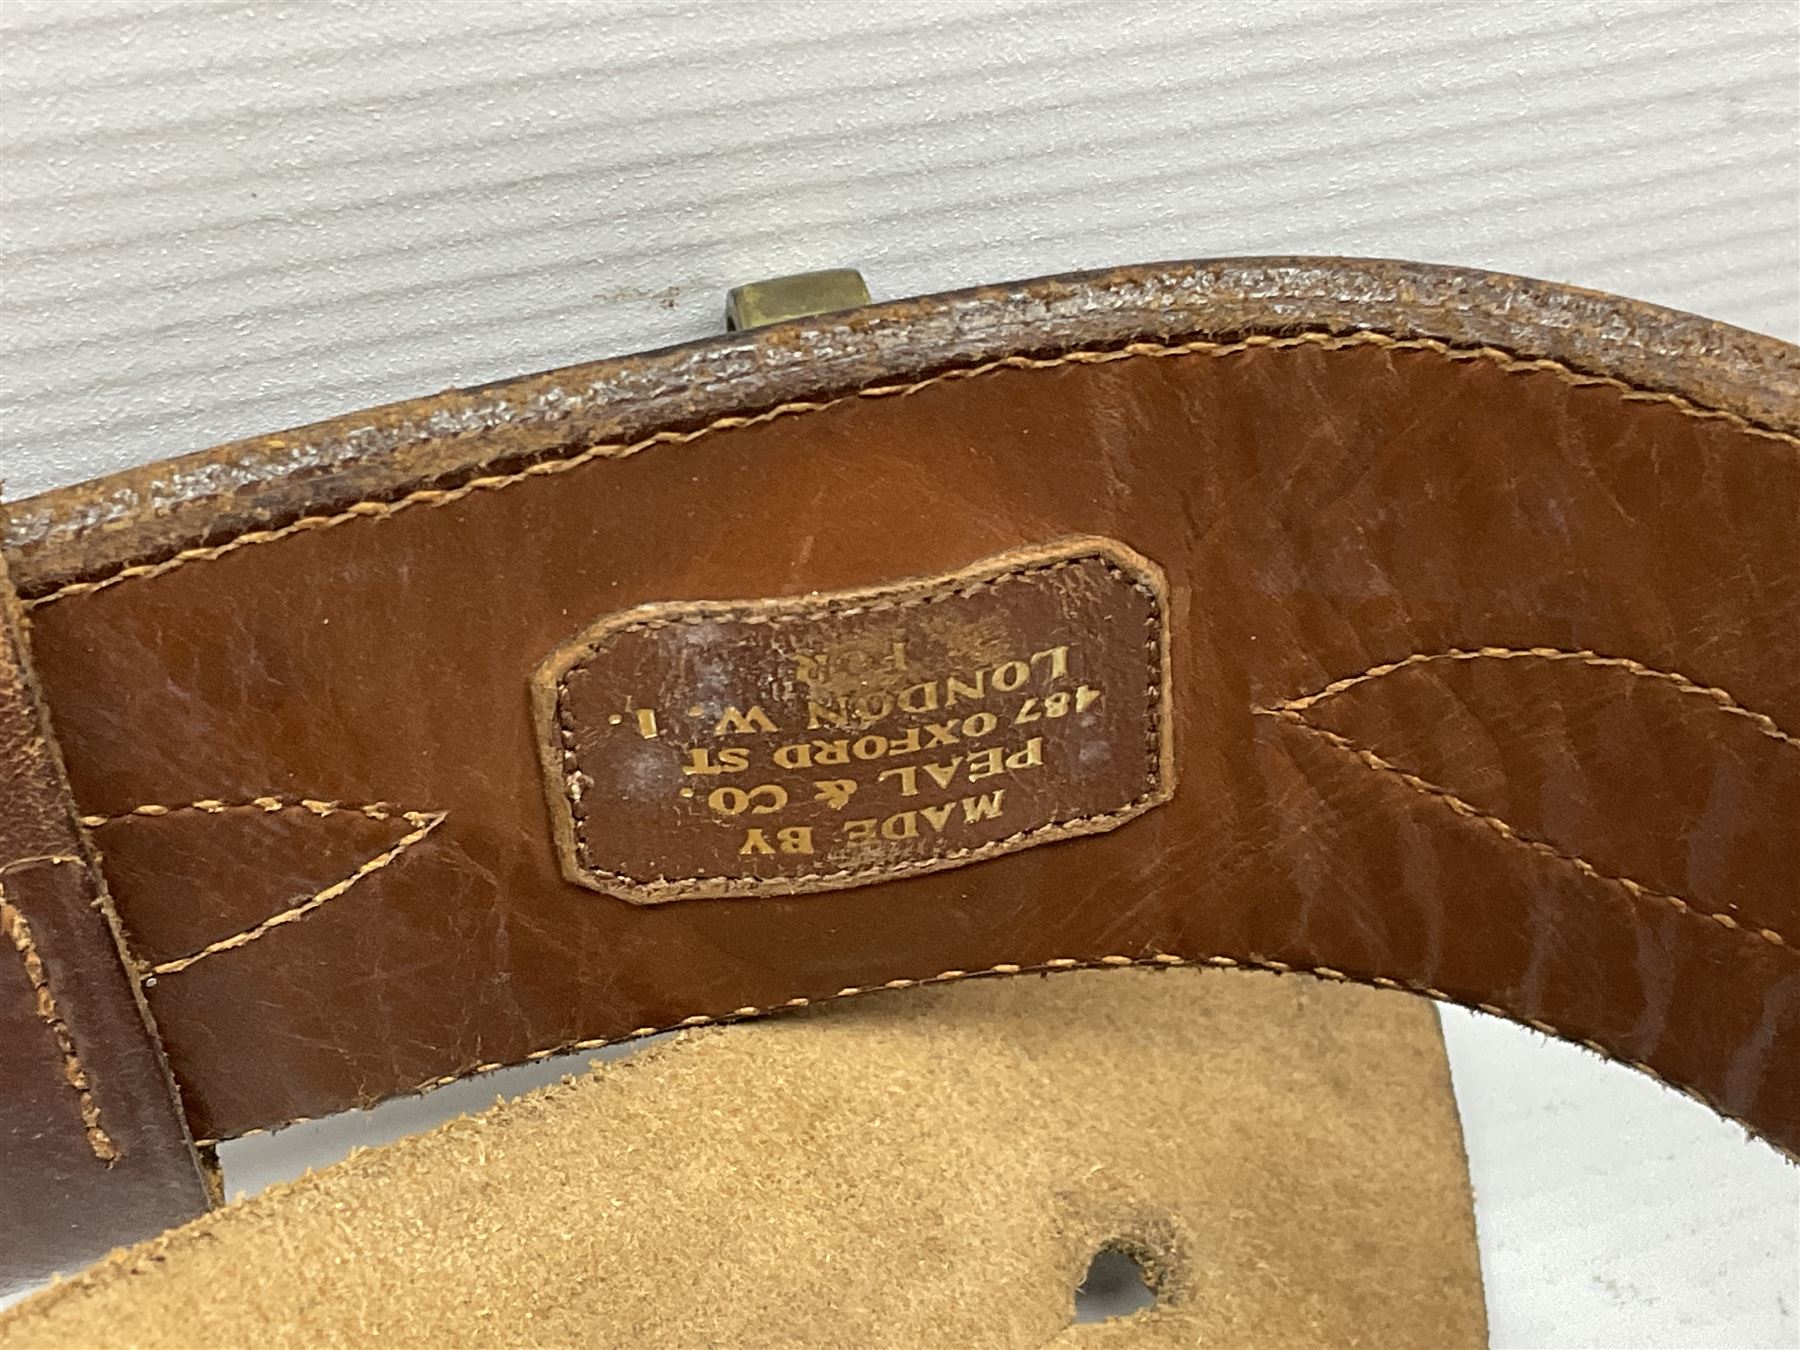 MADE BY
PEAL & CO.
487 OXFORD ST
LONDON W. 1.
& FOR